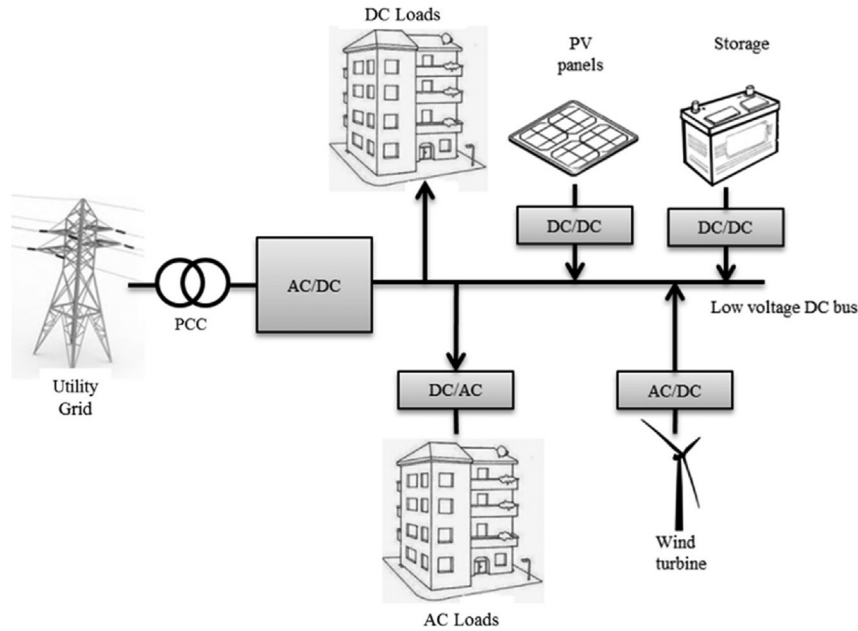 DC Loads
PV
panels
Storage
DC/DC
DC/DC
AC/DC
PCC
Low voltage DC bus
Utility
Grid
DC/AC
AC/DC
Wind
turbine
AC Loads